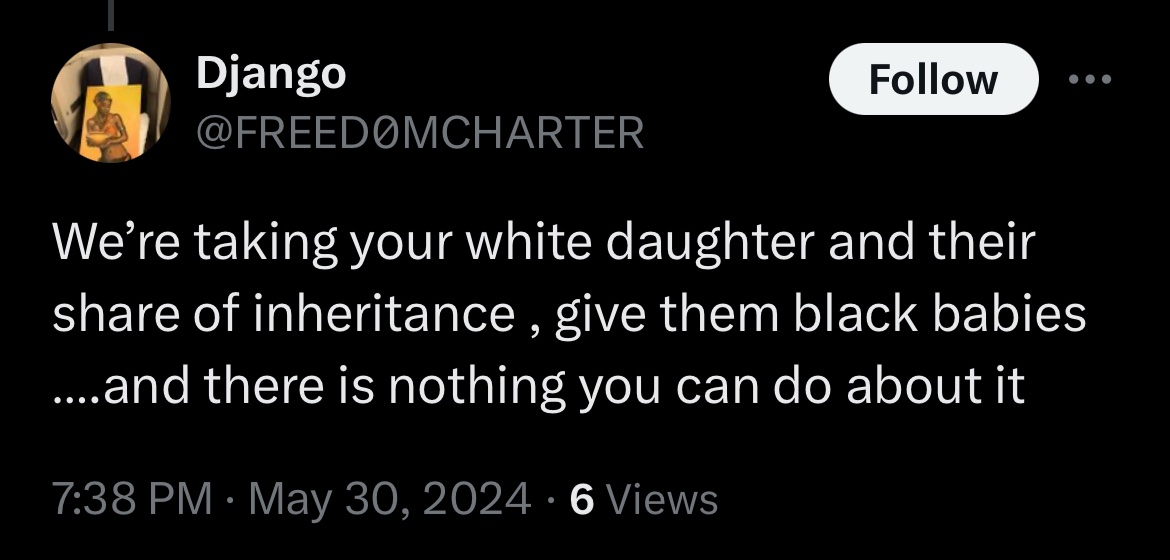 Django
Follow
@FREED0MCHARTER
We’re taking your white daughter and their
share of inheritance , give them black babies
....and there is nothing you can do about it
7:38 PM · May 30, 2024 · 6 Views